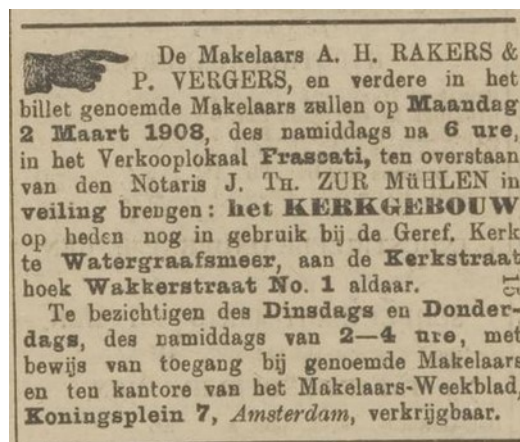 De Makelaars A. H. RAKERS &
P. VERGERS, en verdere in het
billet genoemde Makelaars zullen op Maandag
2 Maart 1908, des namiddags na 6 ure,
in het Verkooplokaal Frascati, ten overstaan
van den Notaris J. TH. ZUR MüHLEN in
veiling brengen: het KERKGEBOUW
op heden nog in gebruik bij de Geref. Kerk
te Watergraafsmeer, aan de Kerkstraat
hoek Wakkerstraat No. 1 aldaar.
15
Te bezichtigen des Dinsdags en Donder-
dags, des namiddags van 2—4 ure, met
bewijs van toegang bij genoemde Makelaars
en ten kantore van het Makelaars-Weekblad,
Koningsplein 7, Amsterdam, verkrijgbaar.